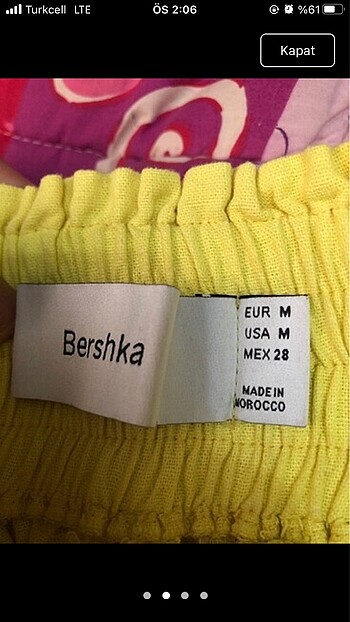 Turkcell LTE ÖS 2:06 %61
Kapat
Bershka
EUR M
USA M
MEX 28
MADE IN
MOROCCO